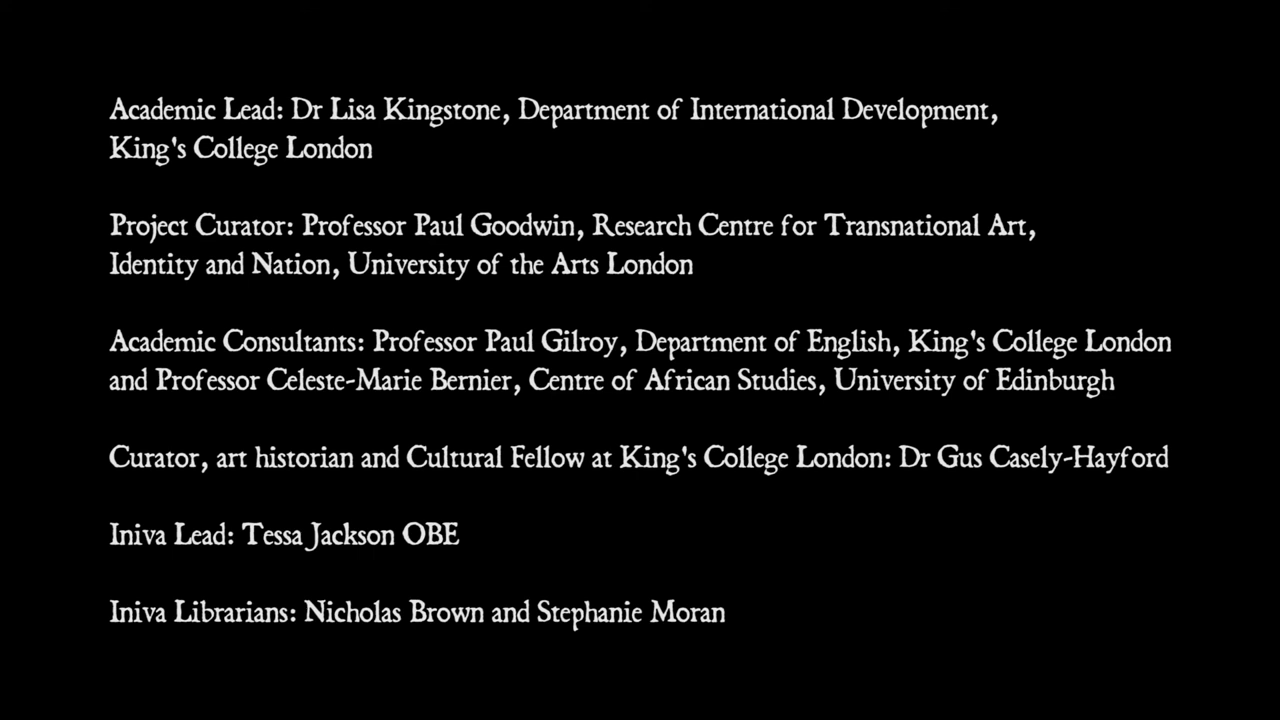 Academic Lead: Dr Lisa Kingstone, Department of International Development,
King's College London
Project Curator: Professor Paul Goodwin, Research Centre for Transnational Art,
Identity and Nation, University of the Arts London
Academic Consultants: Professor Paul Gilroy, Department of English, King's College London
and Professor Celeste-Marie Bernier, Centre of African Studies, University of Edinburgh
Curator, art historian and Cultural Fellow at King's College London: Dr Gus Casely-Hayford
Iniva Lead: Tessa Jackson OBE
Iniva Librarians: Nicholas Brown and Stephanie Moran